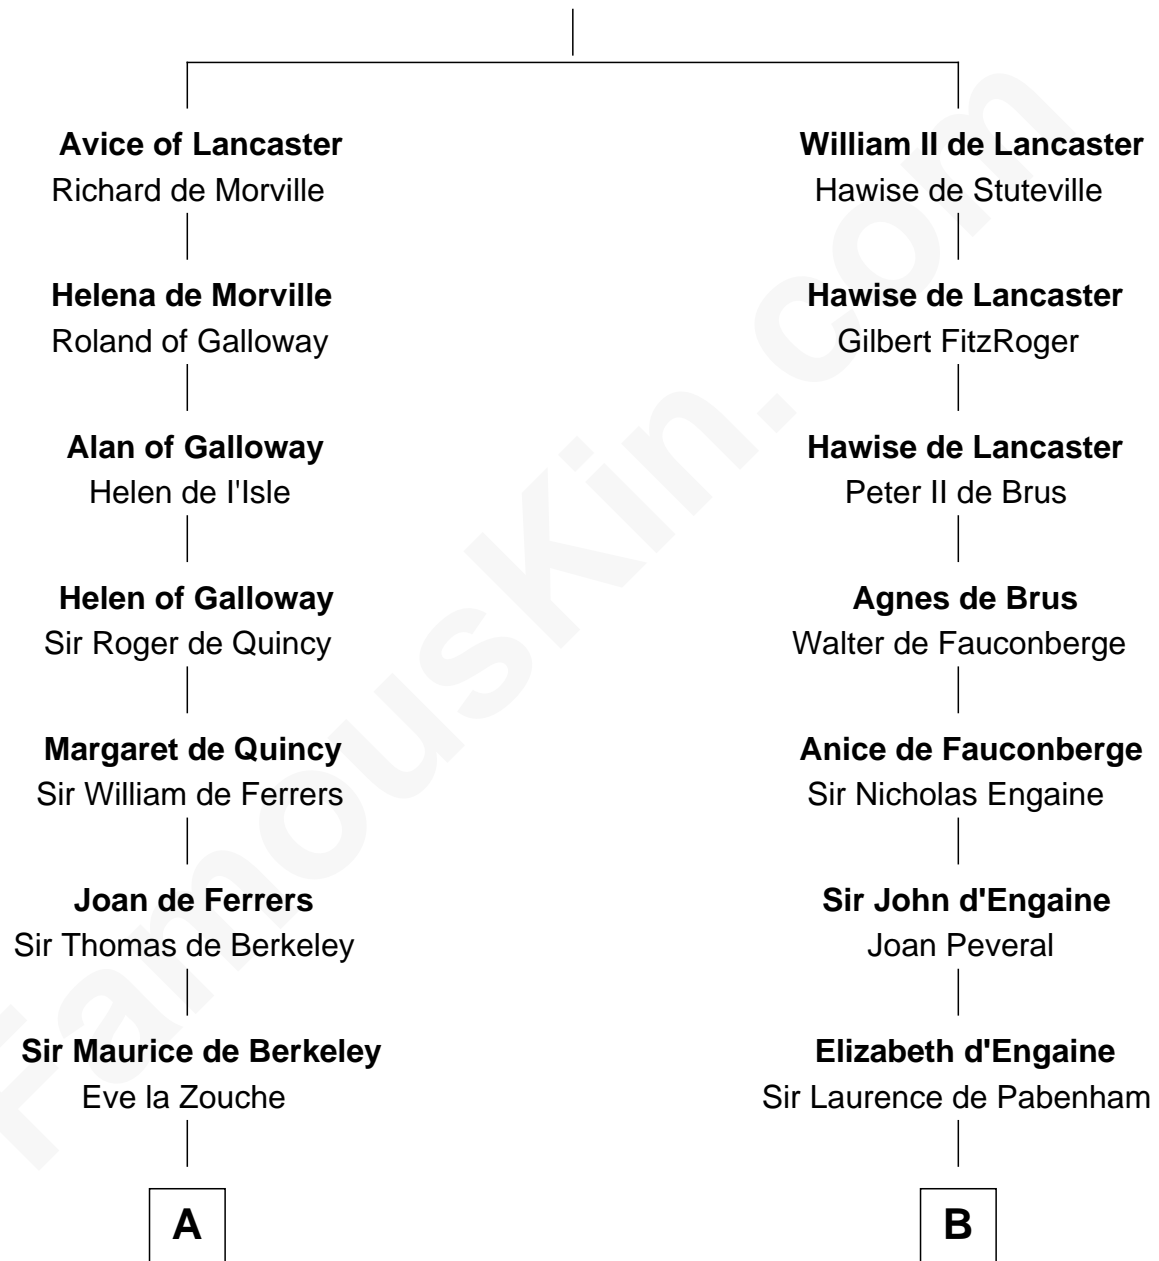 Avice of Lancaster
Richard de Morville
William II de Lancaster
Hawise de Stuteville
Helena de Morville
Roland of Galloway
Hawise de Lancaster
Gilbert FitzRoger
Alan of Galloway
Helen de l'Isle
Hawise de Lancaster
Peter II de Brus
Helen of Galloway
Sir Roger de Quincy
Agnes de Brus
Walter de Fauconberge
Margaret de Quincy
Sir William de Ferrers
Anice de Fauconberge
Sir Nicholas Engaine
Joan de Ferrers
Sir Thomas de Berkeley
Sir John d'Engaine
Joan Peveral
Sir Maurice de Berkeley
Eve la Zouche
Elizabeth d'Engaine
Sir Laurence de Pabenham
A
B
FamousKin.com